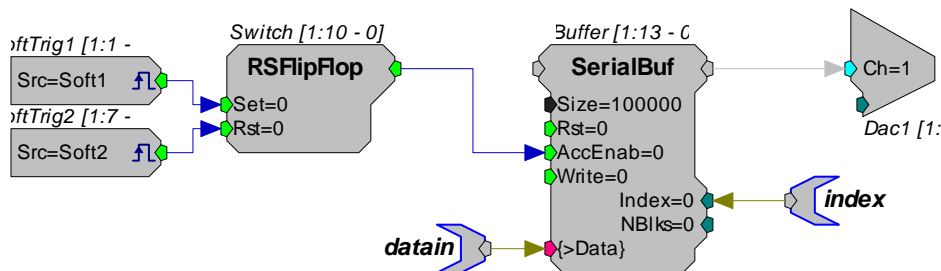 oftTrig1 [1:1 -
Src=Soft1
oftTrig2 [1:7 -
Src=Soft2
Switch [1:10 - 0]
RSFlipFlop
Set=0
Rst=0
Buffer [1:13 - 0
SerialBuf
Size=100000
Rst=0
AccEnab=0
Write=0
Index=0
NBlks=0
{>Data}
datain
index
Ch=1
Dac1 [1: